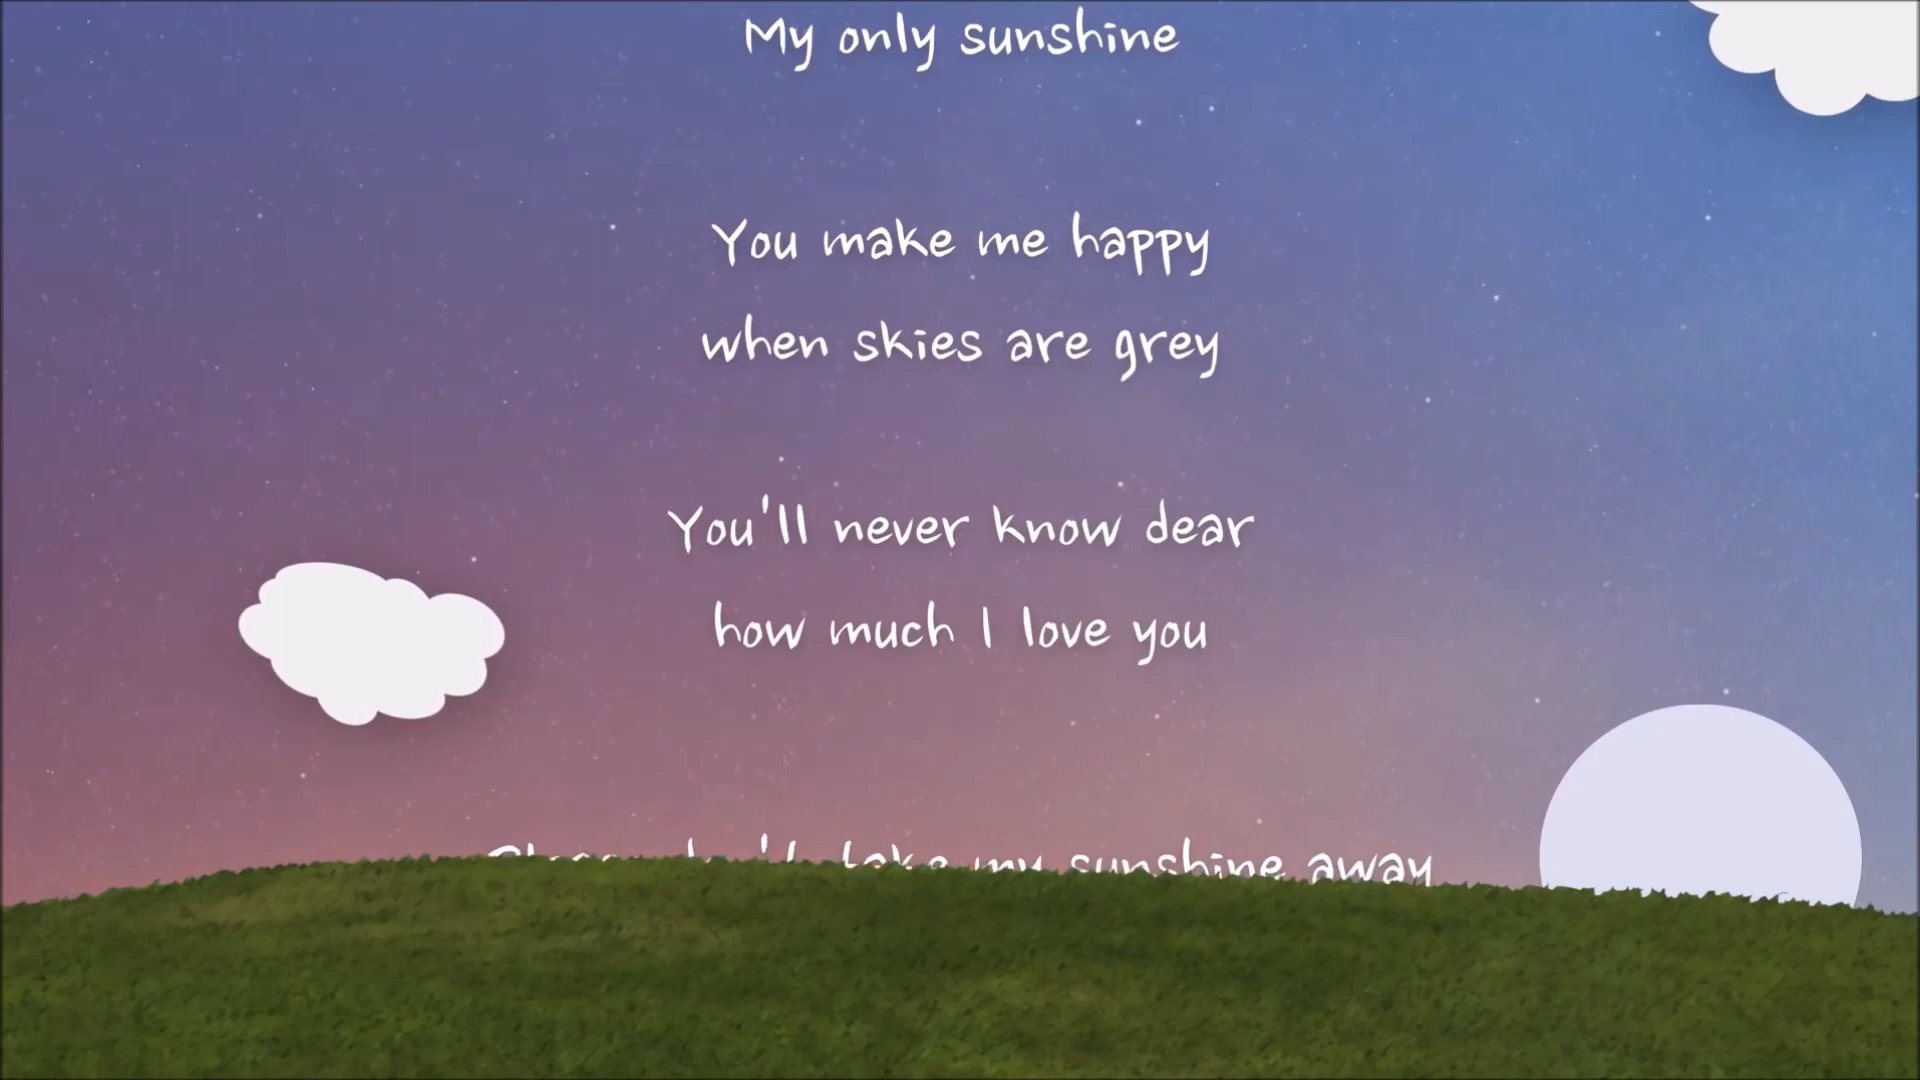 My only sunshine
You make me happy
when skies are grey
You'll never know dear
how much I love you
take my sunshine away